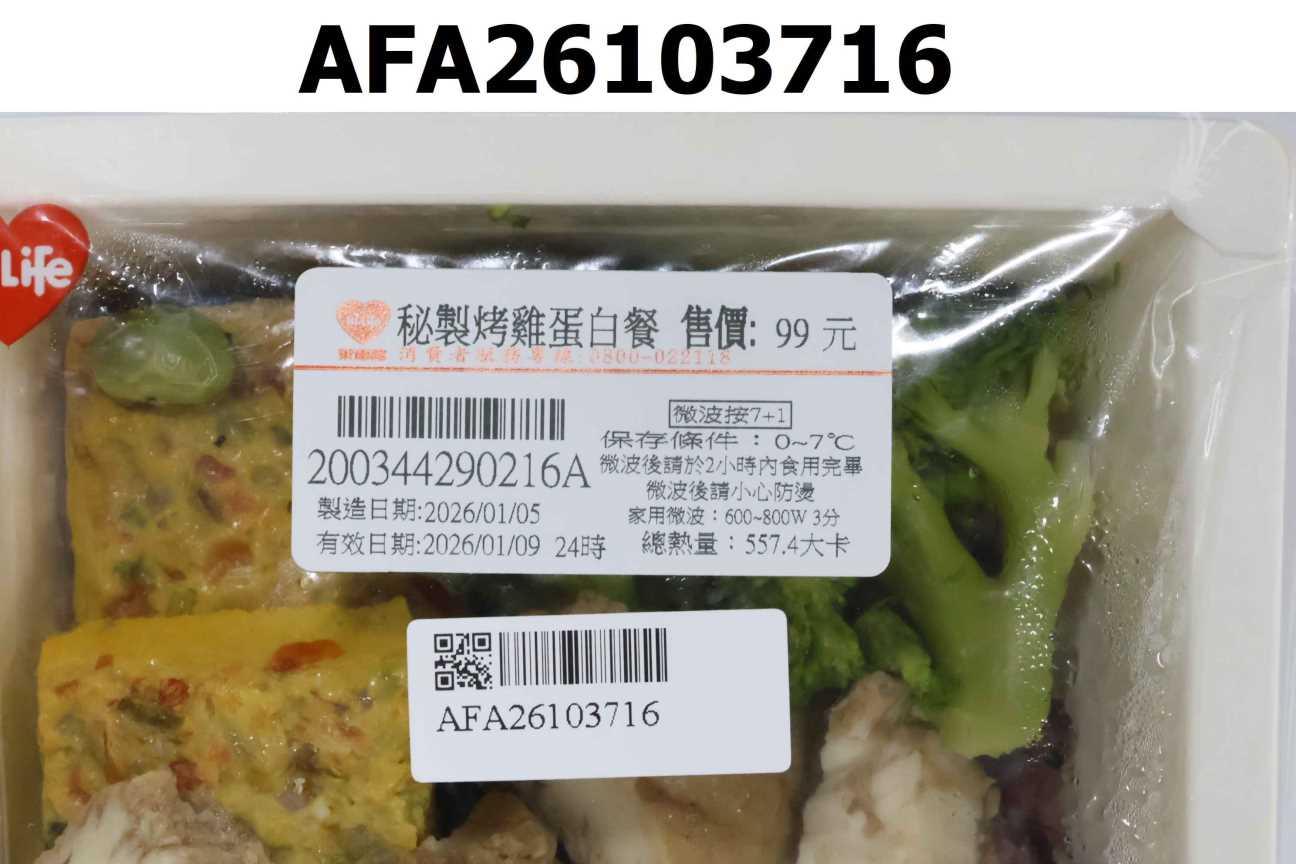 AFA26103716
Life
秘製烤雞蛋白餐 售價: 99 元
萊爾富 消費者服務專線:0800-022118
微波按7+1
保存條件：0~7℃
200344290216A
微波後請於2小時內食用完畢
微波後請小心防燙
製造日期:2026/01/05
家用微波：600~800W 3分
有效日期:2026/01/09 24時
總熱量：557.4大卡
AFA26103716